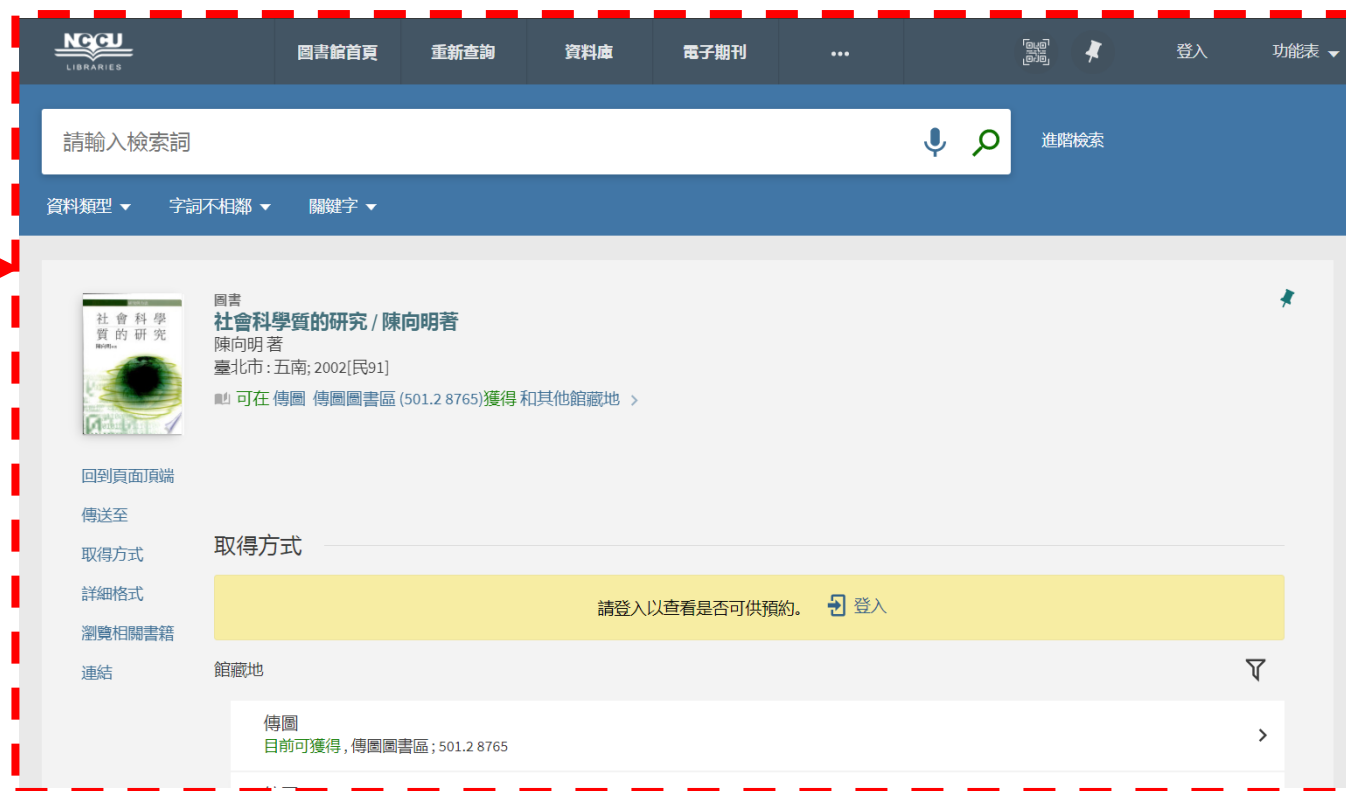 NCCU
LIBRARIES
圖書館首頁
重新查詢
資料庫
電子期刊
•••
登入
功能表
請輸入檢索詞
進階檢索
資料類型
字詞不相鄰
關鍵字
社會科學
質的研究
圖書
社會科學質的研究 / 陳向明著
陳向明 著
臺北市 : 五南; 2002[民91]
可在 傳圖 傳圖圖書區 (501.2 8765)獲得 和其他館藏地
回到頁面頂端
傳送至
取得方式
詳細格式
瀏覽相關書籍
連結
取得方式
請登入以查看是否可供預約。 登入
館藏地
傳圖
目前可獲得 , 傳圖圖書區 ; 501.2 8765